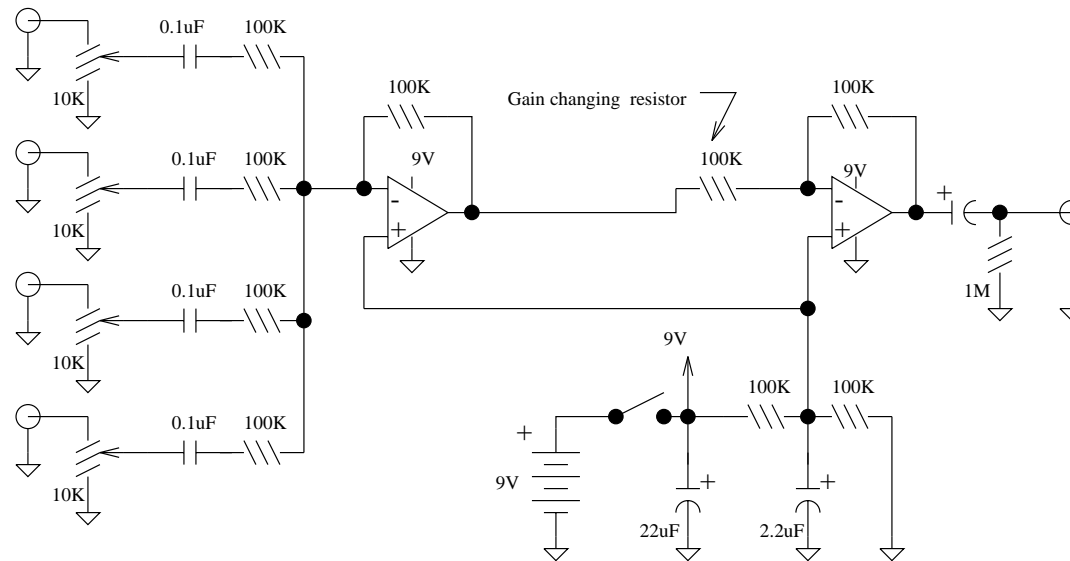 0.1uF
100K
10K
100K
Gain changing resistor
100K
0.1uF
100K
10K
9V
-
+
100K
9V
-
+
+
1M
0.1uF
100K
10K
9V
100K
100K
0.1uF
100K
10K
+
9V
+
22uF
+
2.2uF